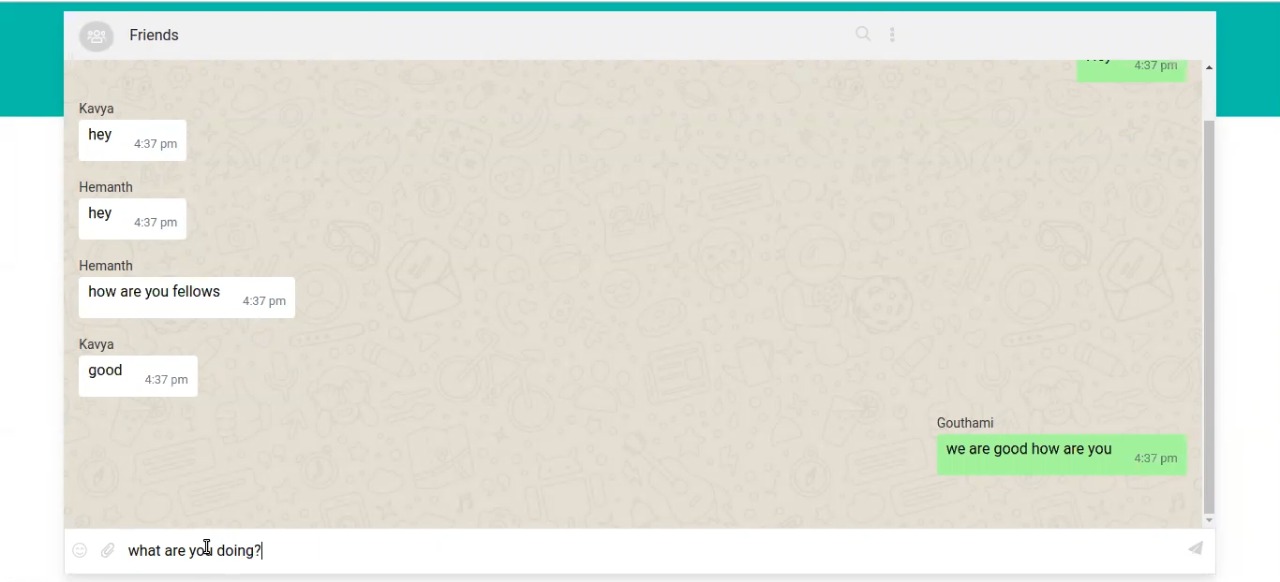 Friends
4:37 pm
Kavya
hey 4:37 pm
Hemanth
hey 4:37 pm
Hemanth
how are you fellows 4:37 pm
Kavya
good 4:37 pm
Gouthami
we are good how are you 4:37 pm
what are you doing?